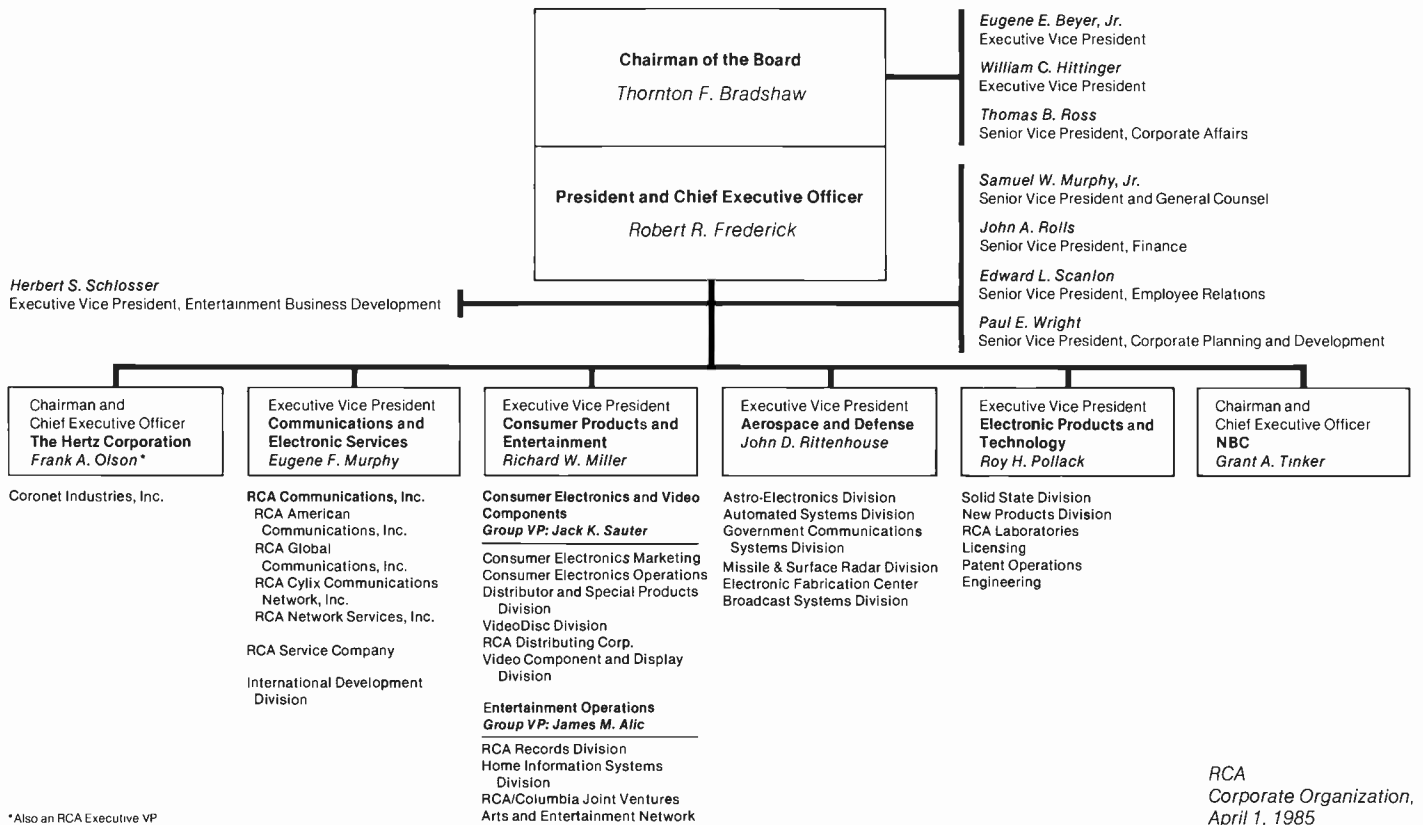 Chairman of the Board
Thornton F. Bradshaw
President and Chief Executive Officer
Robert R. Frederick
Eugene E. Beyer, Jr.
Executive Vice President
William C. Hittinger
Executive Vice President
Thomas B. Ross
Senior Vice President, Corporate Affairs
Samuel W. Murphy, Jr.
Senior Vice President and General Counsel
John A. Rolls
Senior Vice President, Finance
Edward L. Scanlon
Senior Vice President, Employee Relations
Paul E. Wright
Senior Vice President, Corporate Planning and Development
Herbert S. Schlosser
Executive Vice President, Entertainment Business Development
Chairman and
Chief Executive Officer
The Hertz Corporation
Frank A. Olson*
Coronet Industries, Inc.
Executive Vice President
Communications and
Electronic Services
Eugene F. Murphy
RCA Communications, Inc.
RCA American
Communications, Inc.
RCA Global
Communications, Inc.
RCA Cylix Communications
Network, Inc.
RCA Network Services, Inc.
RCA Service Company
International Development
Division
Executive Vice President
Consumer Products and
Entertainment
Richard W. Miller
Consumer Electronics and Video
Components
Group VP: Jack K. Sauter
Consumer Electronics Marketing
Consumer Electronics Operations
Distributor and Special Products
Division
VideoDisc Division
RCA Distributing Corp.
Video Component and Display
Division
Entertainment Operations
Group VP: James M. Alic
RCA Records Division
Home Information Systems
Division
RCA/Columbia Joint Ventures
Arts and Entertainment Network
Executive Vice President
Aerospace and Defense
John D. Rittenhouse
Astro-Electronics Division
Automated Systems Division
Government Communications
Systems Division
Missile & Surface Radar Division
Electronic Fabrication Center
Broadcast Systems Division
Executive Vice President
Electronic Products and
Technology
Roy H. Pollack
Solid State Division
New Products Division
RCA Laboratories
Licensing
Patent Operations
Engineering
Chairman and
Chief Executive Officer
NBC
Grant A. Tinker
*Also an RCA Executive VP
RCA
Corporate Organization,
April 1, 1985